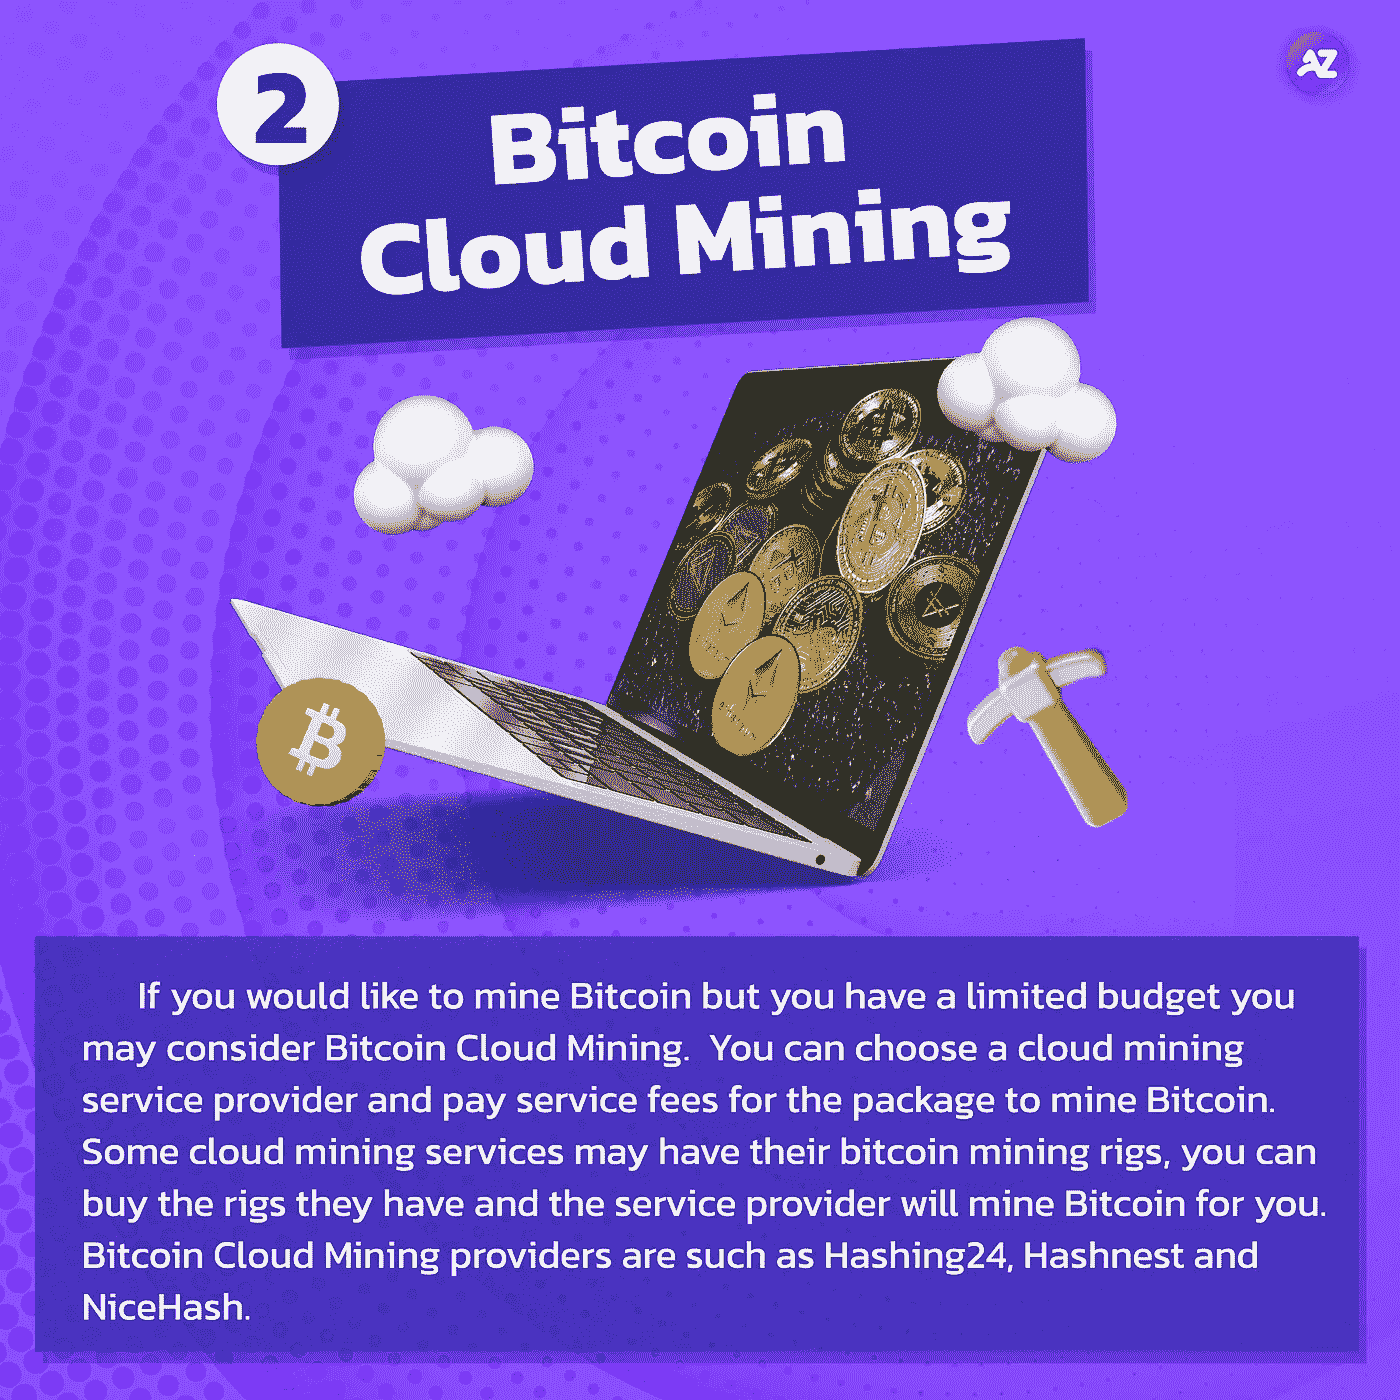 2
Bitcoin
Cloud Mining
AZ
If you would like to mine Bitcoin but you have a limited budget you
may consider Bitcoin Cloud Mining.  You can choose a cloud mining
service provider and pay service fees for the package to mine Bitcoin.
Some cloud mining services may have their bitcoin mining rigs, you can
buy the rigs they have and the service provider will mine Bitcoin for you.
Bitcoin Cloud Mining providers are such as Hashing24, Hashnest and
NiceHash.